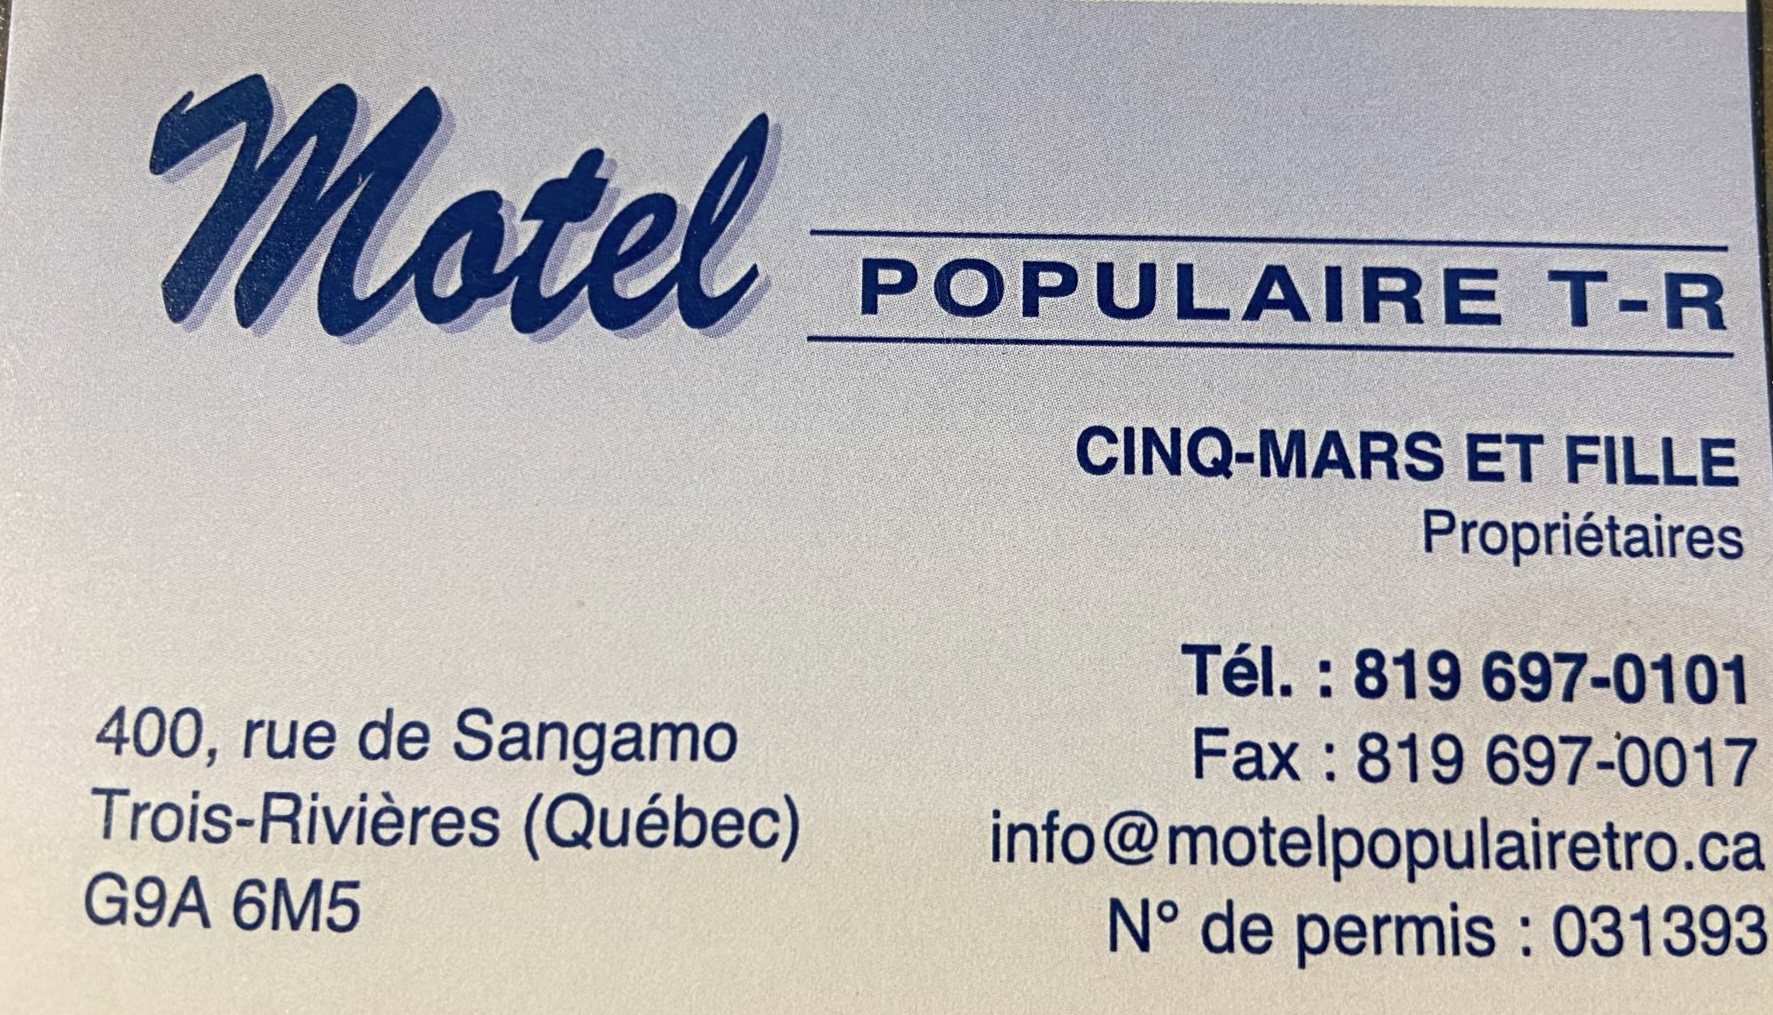 Motel
POPULAIRE T-R
CINQ-MARS ET FILLE
Propriétaires
400, rue de Sangamo
Trois-Rivières (Québec)
G9A 6M5
Tél. : 819 697-0101
Fax : 819 697-0017
info@motelpopulairetro.ca
N° de permis : 031393